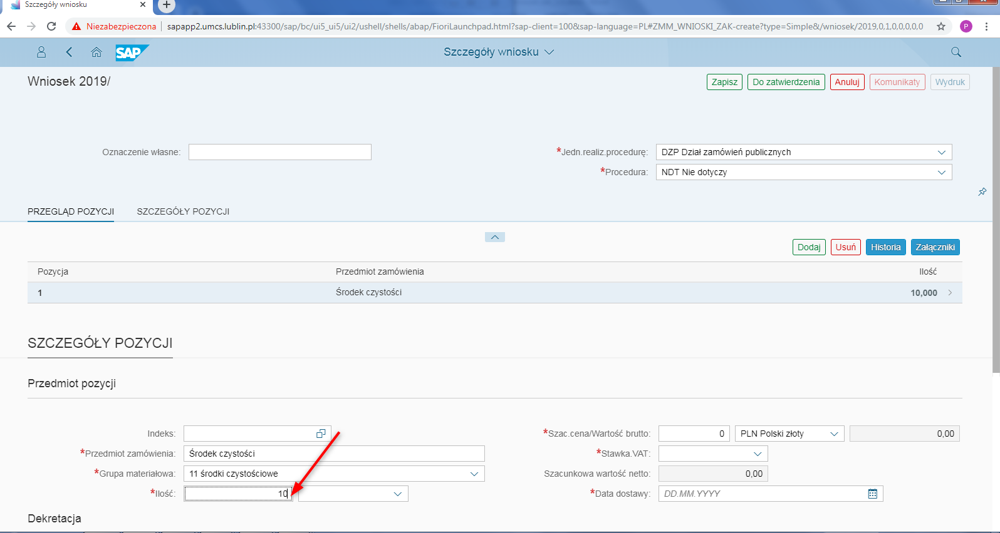 Szczegóły wniosku
Niezabezpieczona sapapp2.umcs.lublin.pl:43300/sap/bc/ui5_ui5/ui2/ushell/shells/abap/FioriLaunchpad.html?sap-client=100&sap-language=PL#ZMM_WNIOSKI_ZAK-create?type=Simple&/wniosek/2019,0,1,0,0,0,0,0 P
SAP Szczegóły wniosku
Wniosek 2019/ Zapisz Do zatwierdzenia Anuluj Komunikaty Wydruk
Oznaczenie własne: *Jedn.realiz.procedurę: DZP Dział zamówień publicznych
*Procedura: NDT Nie dotyczy
PRZEGLĄD POZYCJI SZCZEGÓŁY POZYCJI
Dodaj Usuń Historia Załączniki
Pozycja Przedmiot zamówienia Ilość
1 Środek czystości 10,000
SZCZEGÓŁY POZYCJI
Przedmiot pozycji
Indeks: *Szac.cena/Wartość brutto: 0 PLN Polski złoty 0,00
*Przedmiot zamówienia: Środek czystości *Stawka.VAT:
*Grupa materiałowa: 11 środki czystościowe Szacunkowa wartość netto: 0,00
*Ilość: 10 *Data dostawy: DD.MM.YYYY
Dekretacja